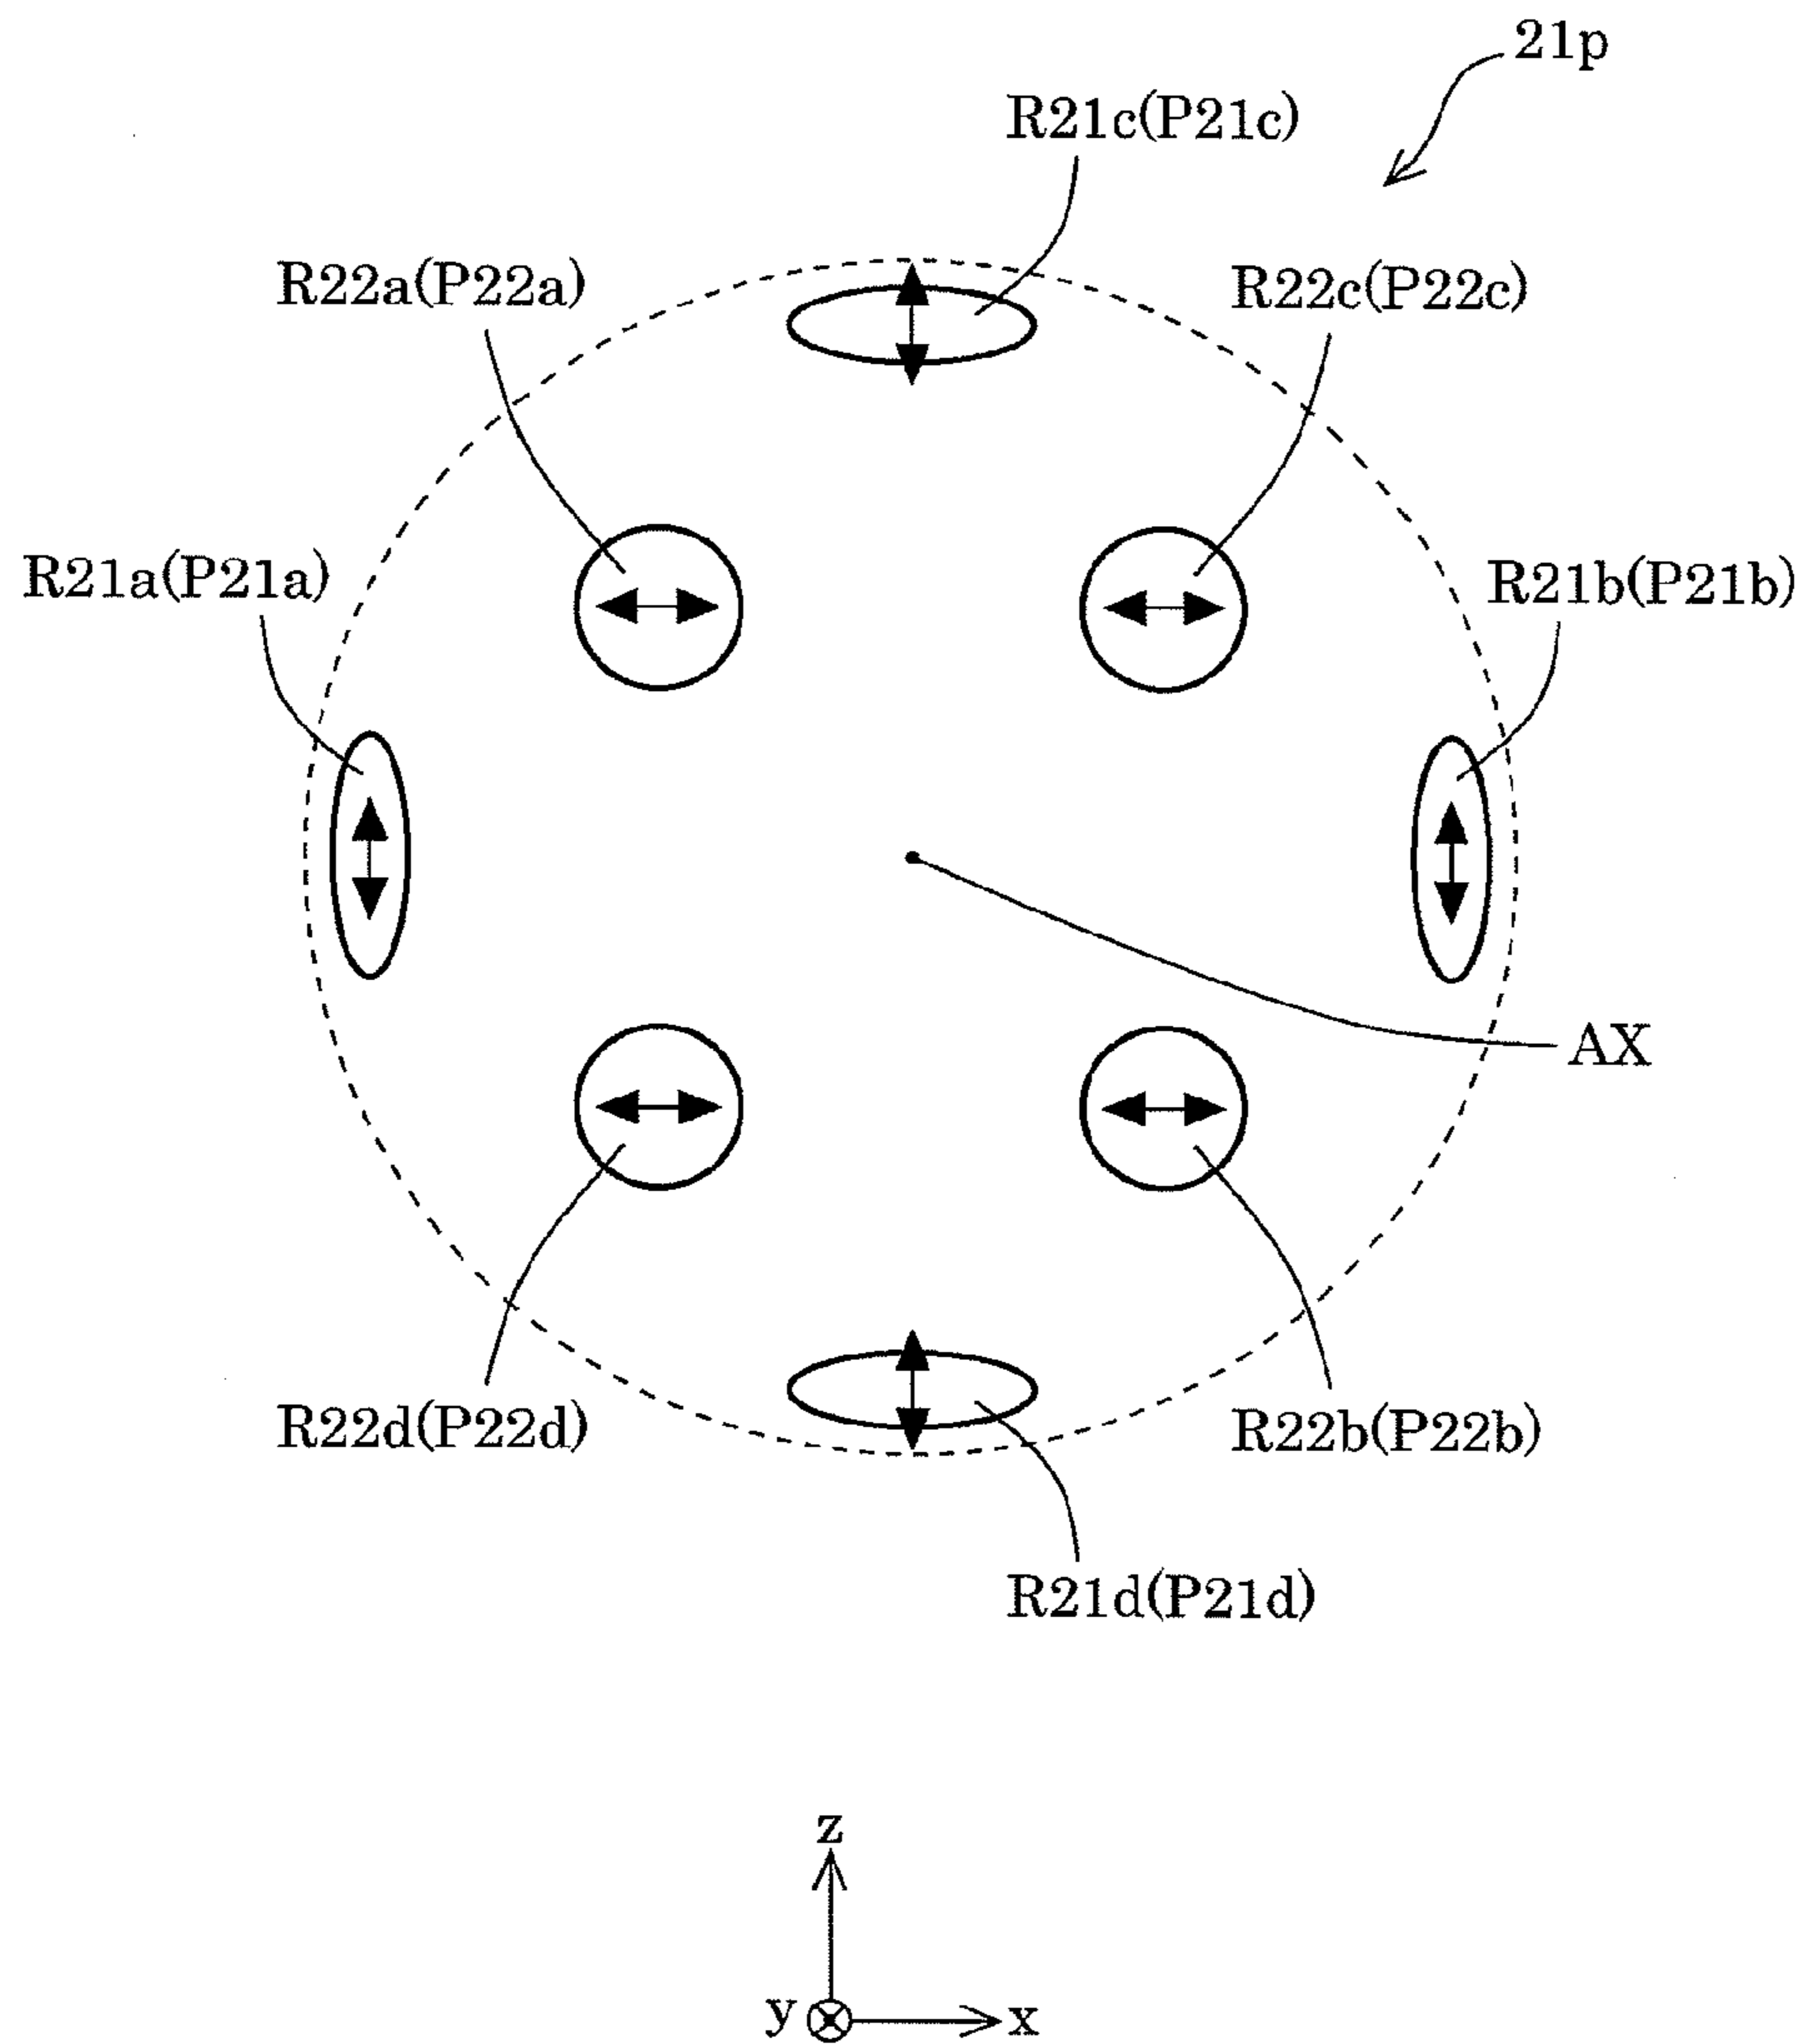 21p
R21c(P21c)
R22a(P22a)
R22c(P22c)
R21a(P21a)
R21b(P21b)
AX
R22d(P22d)
R22b(P22b)
R21d(P21d)
z
y
x